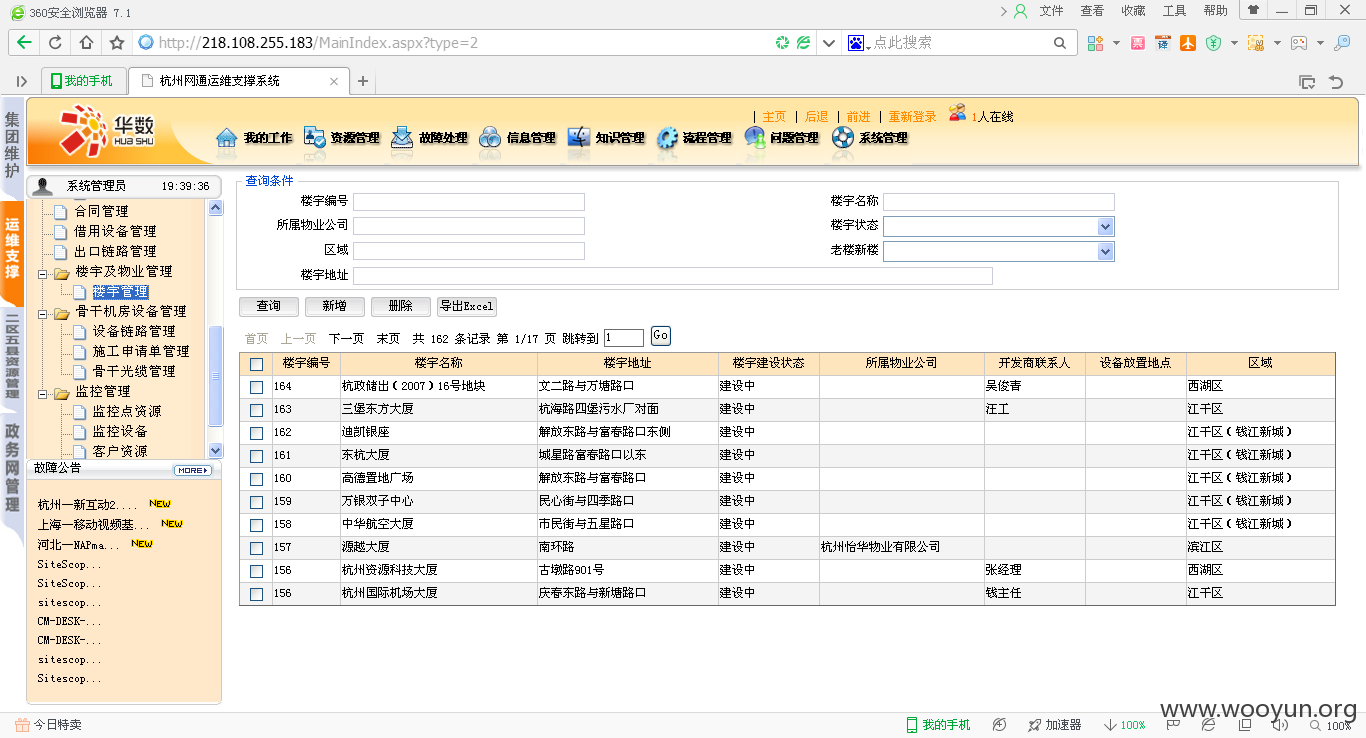 360安全浏览器 7.1
文件 查看 收藏 工具 帮助
http://218.108.255.183/MainIndex.aspx?type=2
点此搜索
我的手机
杭州网通运维支撑系统
集团维护
运维支撑
二区五县资源管理
政务网管理
华数
HUA SHU
| 主页 | 后退 | 前进 | 重新登录 1人在线
我的工作 资源管理 故障处理 信息管理 知识管理 流程管理 问题管理 系统管理
系统管理员 19:39:36
合同管理
借用设备管理
出口链路管理
楼宇及物业管理
楼宇管理
骨干机房设备管理
设备链路管理
施工申请单管理
骨干光缆管理
监控管理
监控点资源
监控设备
客户资源
故障公告 MORE
杭州一新互动2.... NEW
上海一移动视频基... NEW
河北一NAPma... NEW
SiteScop...
SiteScop...
sitescop...
CM-DESK-...
CM-DESK-...
sitescop...
Sitescop...
查询条件
楼宇编号 楼宇名称
所属物业公司 楼宇状态
区域 老楼新楼
楼宇地址
查询 新增 删除 导出Excel
首页 上一页 下一页 末页 共 162 条记录 第 1/17 页 跳转到 1 Go
楼宇编号 楼宇名称 楼宇地址 楼宇建设状态 所属物业公司 开发商联系人 设备放置地点 区域
164 杭政储出(2007)16号地块 文二路与万塘路口 建设中 吴俊青 西湖区
163 三堡东方大厦 杭海路四堡污水厂对面 建设中 汪工 江干区
162 迪凯银座 解放东路与富春路口东侧 建设中 江干区(钱江新城)
161 东杭大厦 城星路富春路口以东 建设中 江干区(钱江新城)
160 高德置地广场 解放东路与富春路口 建设中 江干区(钱江新城)
159 万银双子中心 民心街与四季路口 建设中 江干区(钱江新城)
158 中华航空大厦 市民街与五星路口 建设中 江干区(钱江新城)
157 源越大厦 南环路 建设中 杭州怡华物业有限公司 滨江区
156 杭州资源科技大厦 古墩路901号 建设中 张经理 西湖区
156 杭州国际机场大厦 庆春东路与新塘路口 建设中 钱主任 江干区
www.wooyun.org
今日特卖
我的手机 加速器 100% 100%